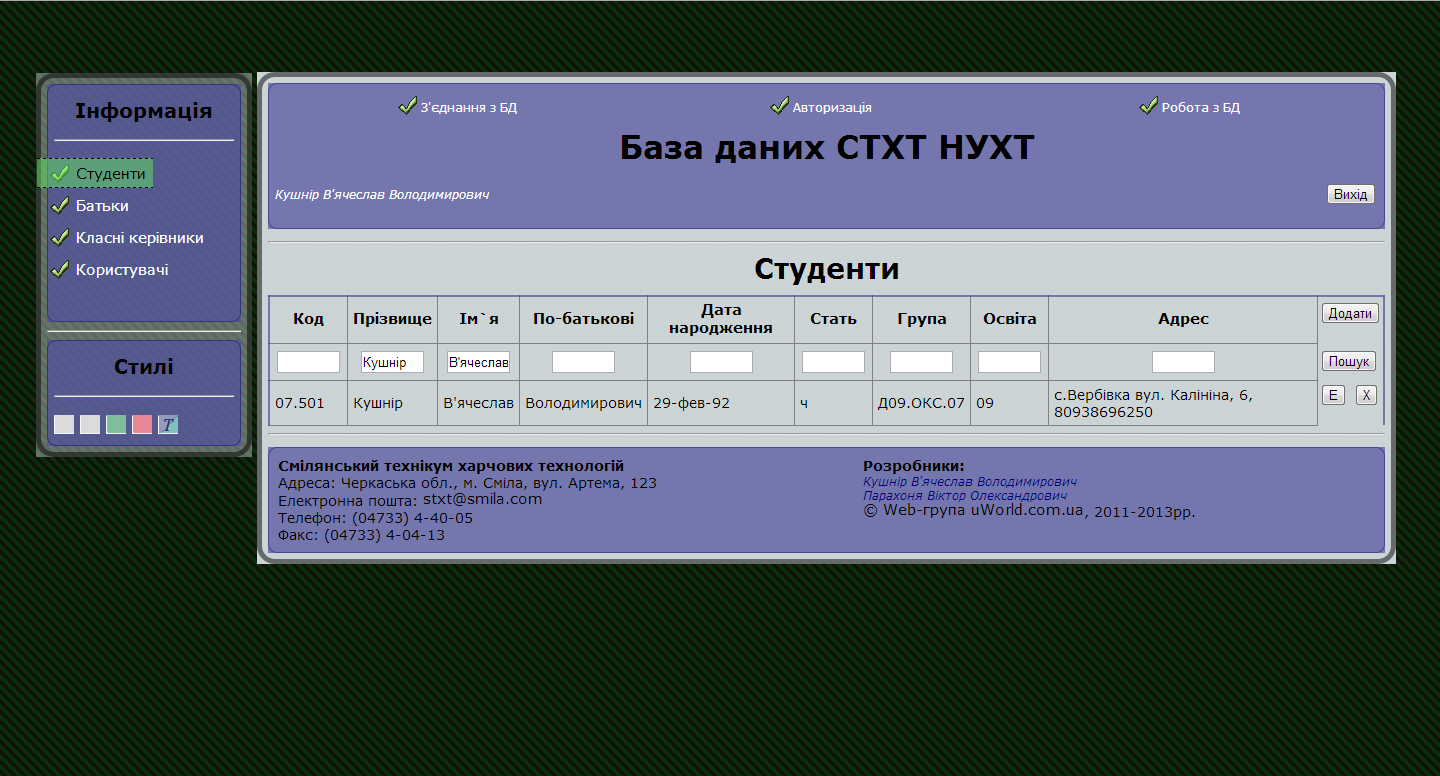 Інформація
Студенти
Батьки
Класні керівники
Користувачі
Стилі
T
З'єднання з БД Авторизація Робота з БД
База даних СТХТ НУХТ
Кушнір В'ячеслав Володимирович Вихід
Студенти
Код Прізвище Ім`я По-батькові Дата народження Стать Група Освіта Адрес Додати
Кушнір В'ячеслав Пошук
07.501 Кушнір В'ячеслав Володимирович 29-фев-92 ч Д09.ОКС.07 09 с.Вербівка вул. Калініна, 6, 80938696250 E X
Смілянський технікум харчових технологій
Адреса: Черкаська обл., м. Сміла, вул. Артема, 123
Електронна пошта: stxt@smila.com
Телефон: (04733) 4-40-05
Факс: (04733) 4-04-13
Розробники:
Кушнір В'ячеслав Володимирович
Парахоня Віктор Олександрович
© Web-група uWorld.com.ua, 2011-2013рр.